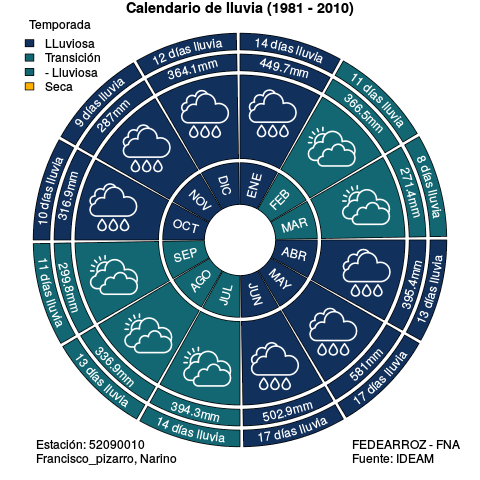 Calendario de lluvia (1981 - 2010)
Temporada
LLuviosa
Transición
- Lluviosa
Seca
14 días lluvia
449.7mm
ENE
11 días lluvia
366.5mm
FEB
8 días lluvia
271.4mm
MAR
13 días lluvia
395.4mm
ABR
17 días lluvia
581mm
MAY
17 días lluvia
502.9mm
JUN
14 días lluvia
394.3mm
JUL
13 días lluvia
336.9mm
AGO
11 días lluvia
299.8mm
SEP
10 días lluvia
316.9mm
OCT
9 días lluvia
287mm
NOV
12 días lluvia
364.1mm
DIC
Estación: 52090010
Francisco_pizarro, Narino
FEDEARROZ - FNA
Fuente: IDEAM